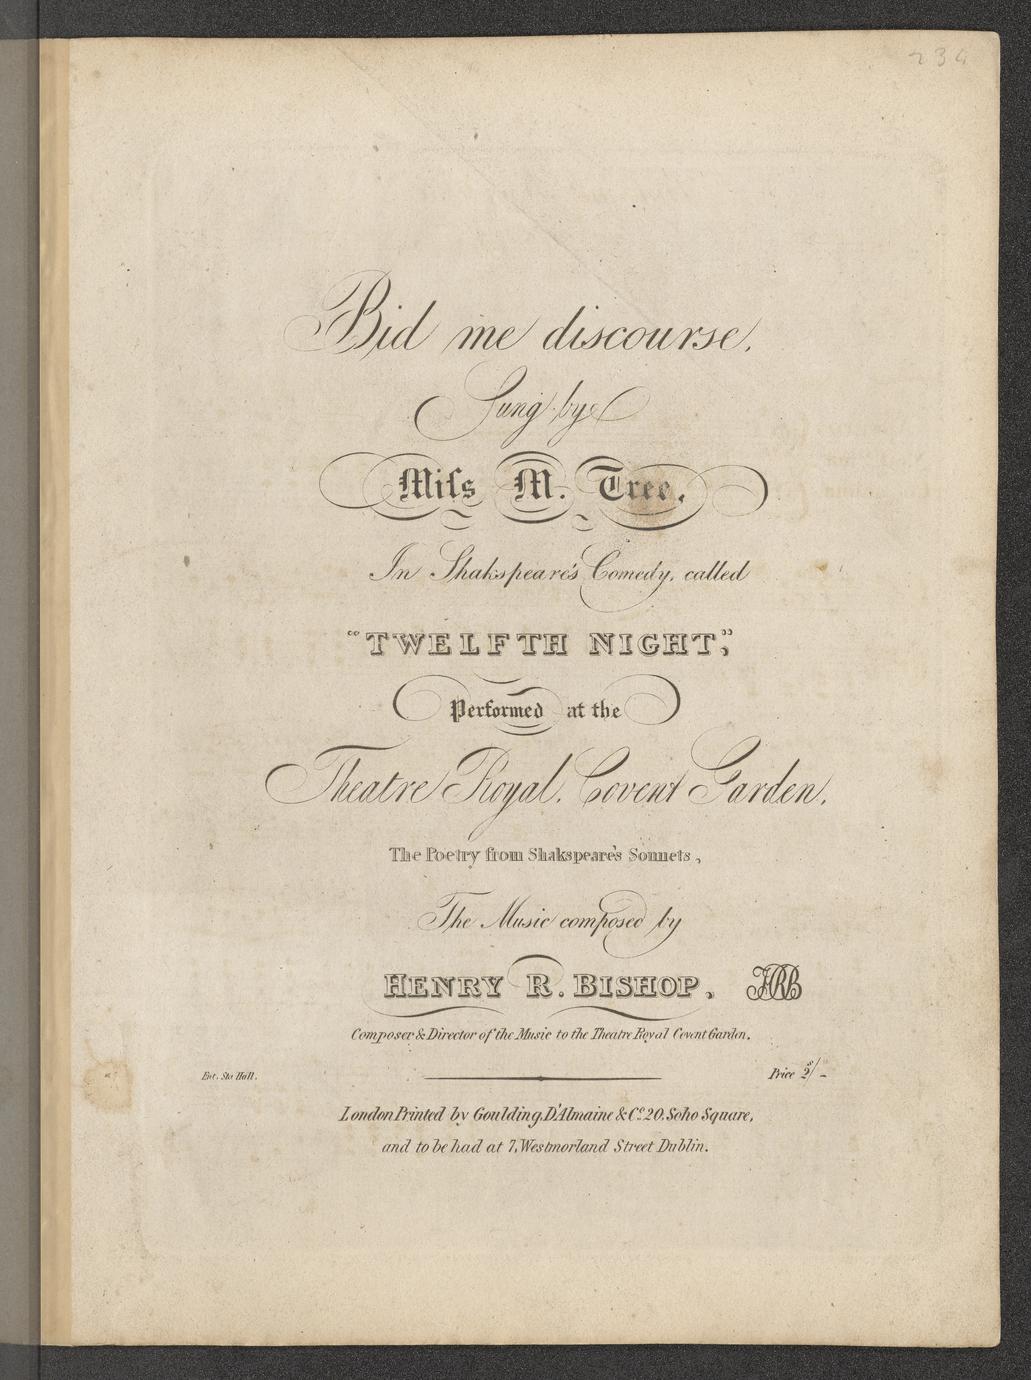 234
Bid me discourse,
Sung by
Miſs M. Tree,
In Shakspeare's Comedy, called
"TWELFTH NIGHT,"
Performed at the
Theatre Royal, Covent Garden,
The Poetry from Shakspeare's Sonnets,
The Music composed by
HENRY R. BISHOP, HRB
Composer & Director of the Music to the Theatre Royal Covent Garden.
Ent. Sta Hall. Price 2s/-
London Printed by Goulding, D'Almaine & Co. 20, Soho Square,
and to be had at 7, Westmorland Street Dublin.